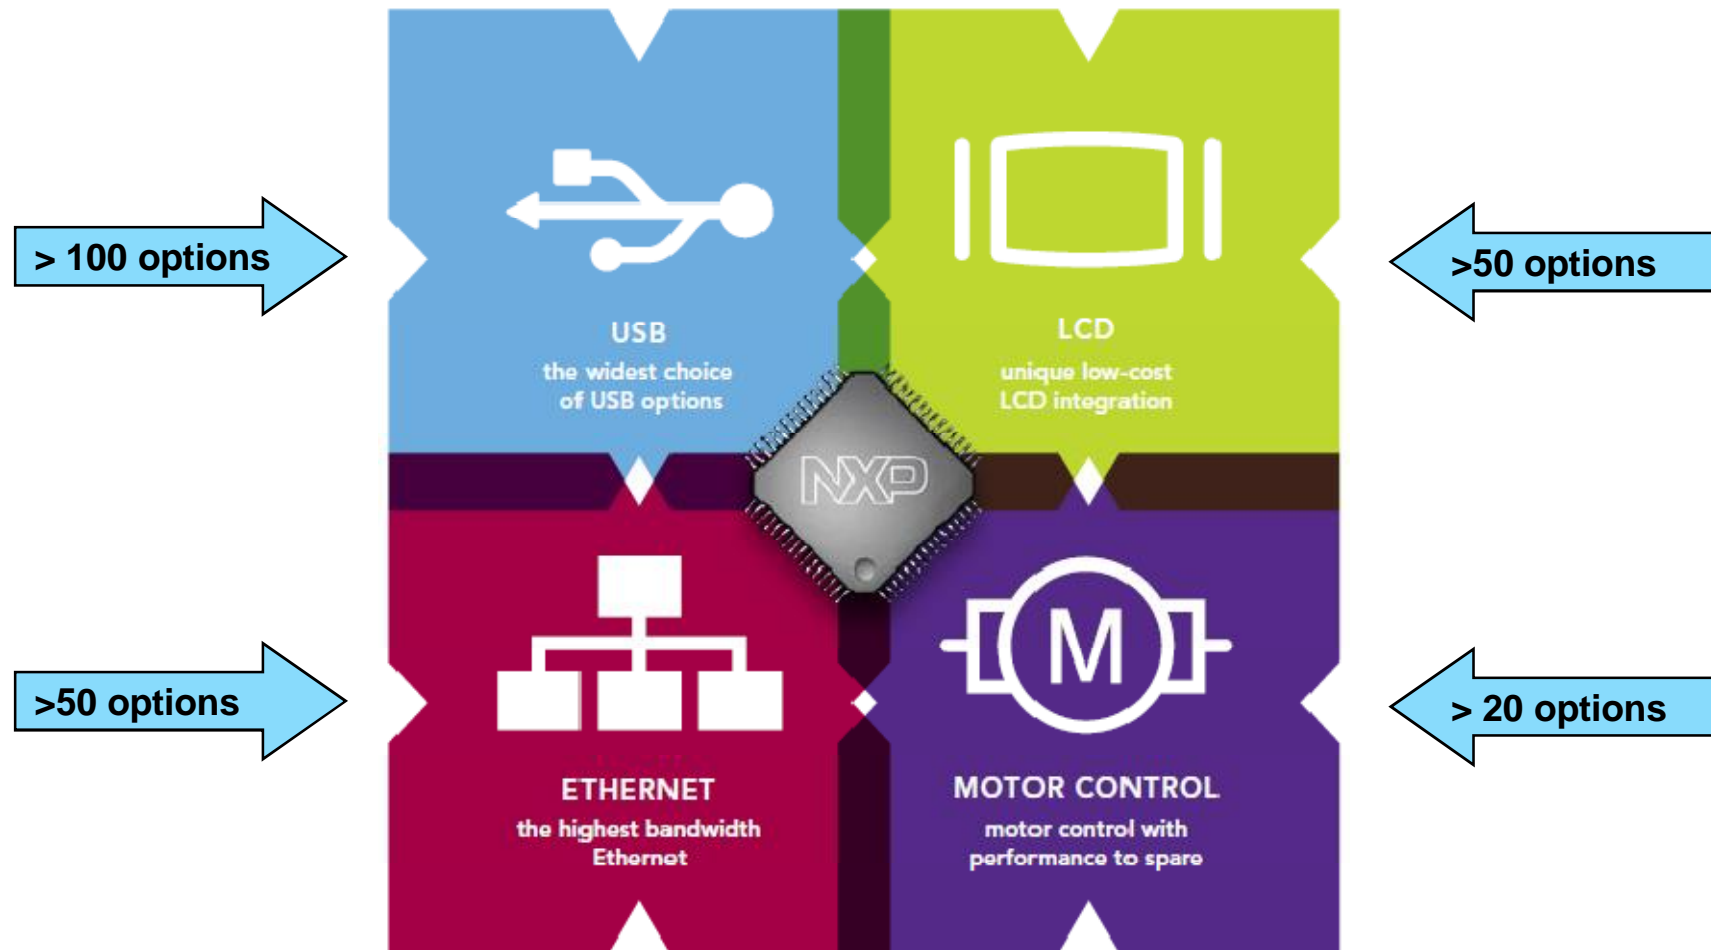 > 100 options
USB
the widest choice
of USB options
LCD
unique low-cost
LCD integration
>50 options
NXP
>50 options
ETHERNET
the highest bandwidth
Ethernet
M
MOTOR CONTROL
motor control with
performance to spare
> 20 options